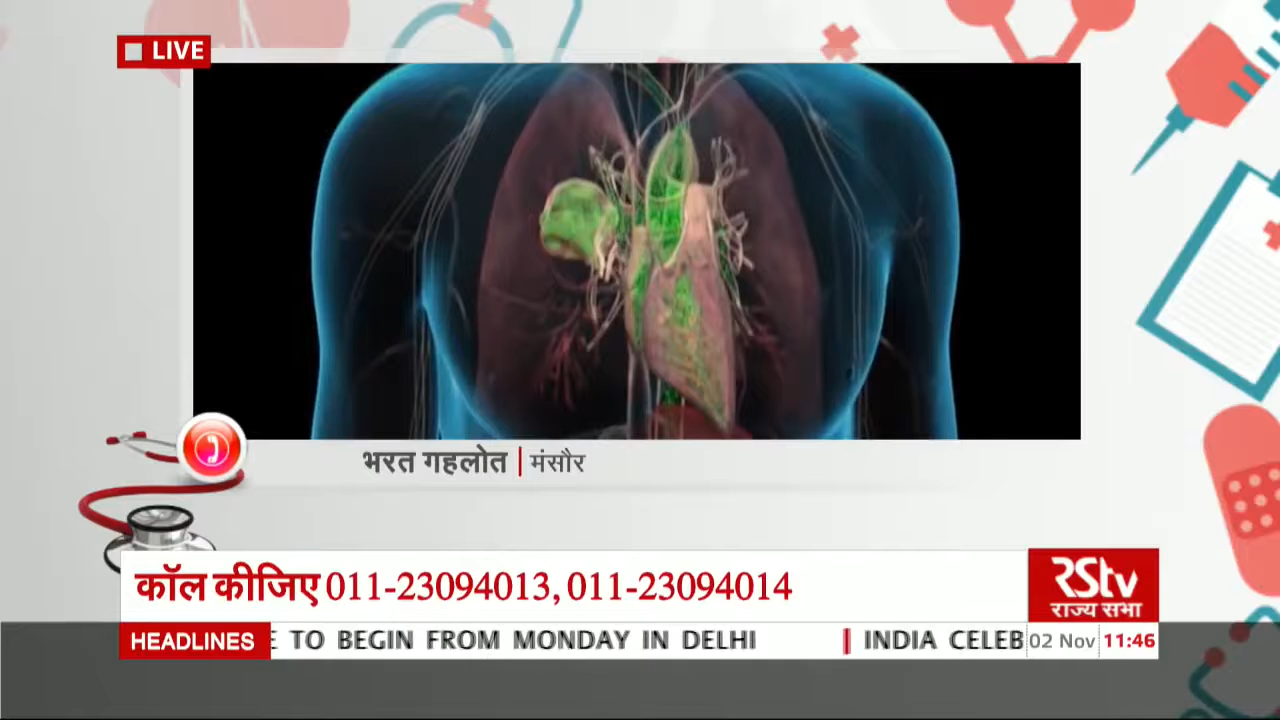 LIVE
भरत गहलोत | मंसौर
कॉल कीजिए 011-23094013, 011-23094014
RSTV
राज्य सभा
HEADLINES E TO BEGIN FROM MONDAY IN DELHI | INDIA CELEB 02 Nov 11:46